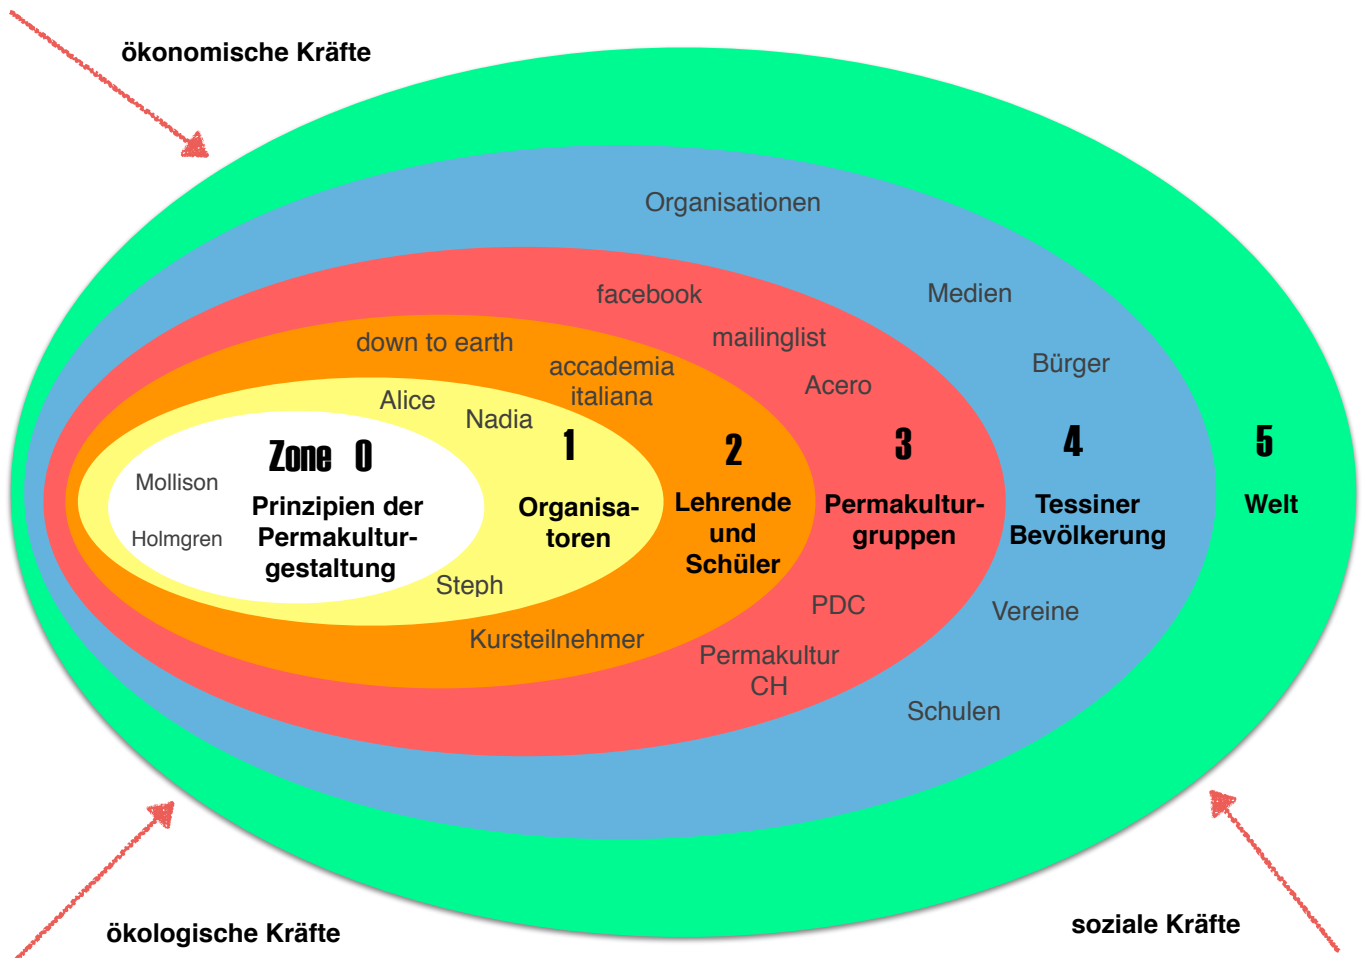 ökonomische Kräfte
Organisationen
facebook
Medien
mailinglist
down to earth
Bürger
accademia
italiana
Acero
Alice
Nadia
Zone 0
1
2
3
4
5
Mollison
Holmgren
Prinzipien der
Permakultur-
gestaltung
Organisa-
toren
Lehrende
und
Schüler
Permakultur-
gruppen
Tessiner
Bevölkerung
Welt
Steph
PDC
Vereine
Kursteilnehmer
Permakultur
CH
Schulen
ökologische Kräfte
soziale Kräfte